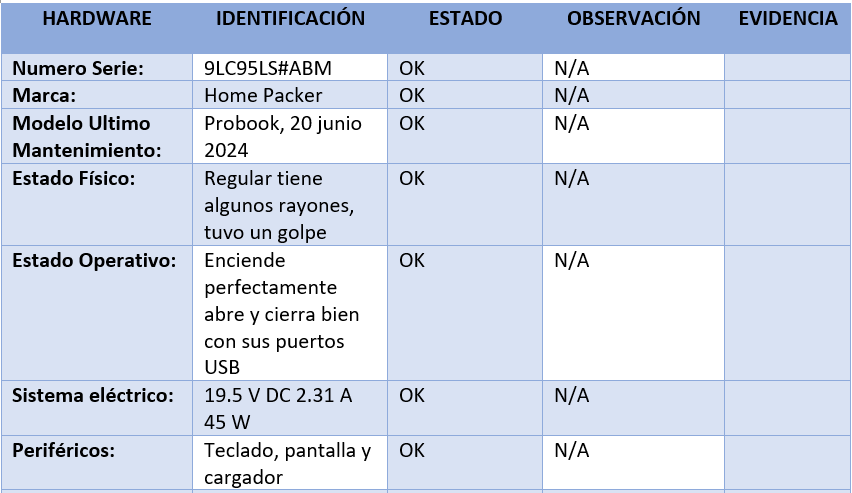 HARDWARE IDENTIFICACIÓN ESTADO OBSERVACIÓN EVIDENCIA
Numero Serie: 9LC95LS#ABM OK N/A
Marca: Home Packer OK N/A
Modelo Ultimo Probook, 20 junio OK N/A
Mantenimiento: 2024
Estado Físico: Regular tiene OK N/A
algunos rayones,
tuvo un golpe
Estado Operativo: Enciende OK N/A
perfectamente
abre y cierra bien
con sus puertos
USB
Sistema eléctrico: 19.5 V DC 2.31 A OK N/A
45 W
Periféricos: Teclado, pantalla y OK N/A
cargador